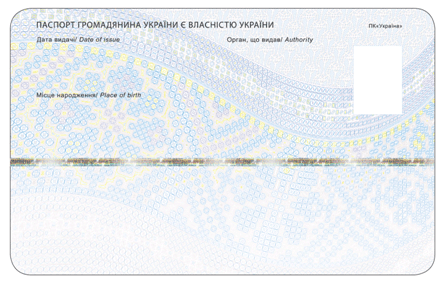 ПАСПОРТ ГРОМАДЯНИНА УКРАЇНИ Є ВЛАСНІСТЮ УКРАЇНИ
ПК«Україна»
Дата видачі/ Date of issue
Орган, що видав/ Authority
Місце народження/ Place of birth